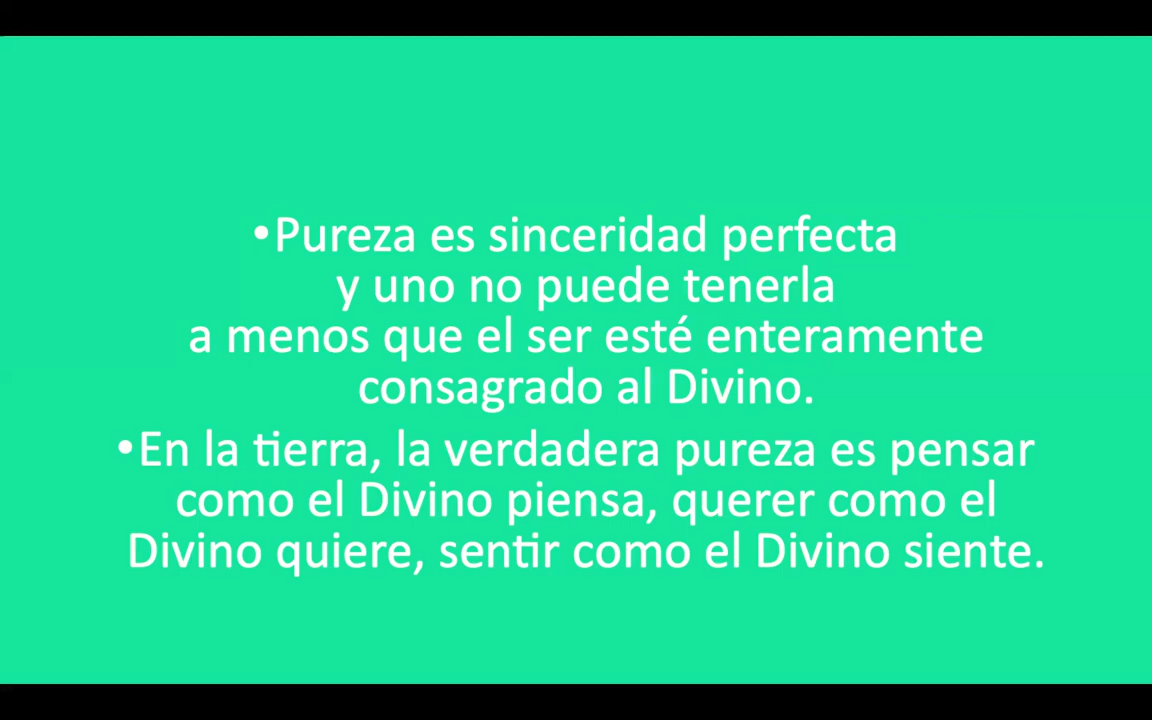 •Pureza es sinceridad perfecta
y uno no puede tenerla
a menos que el ser esté enteramente
consagrado al Divino.
•En la tierra, la verdadera pureza es pensar
como el Divino piensa, querer como el
Divino quiere, sentir como el Divino siente.